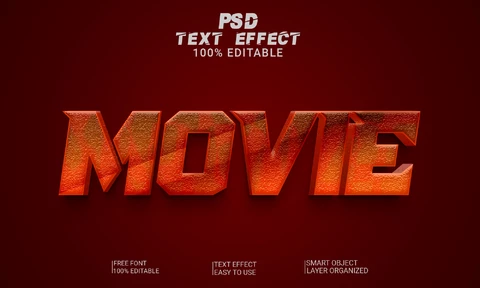 PSD
TEXT EFFECT
100% EDITABLE
MOVIE
FREE FONT
100% EDITABLE
TEXT EFFECT
EASY TO USE
SMART OBJECT
LAYER ORGANIZED